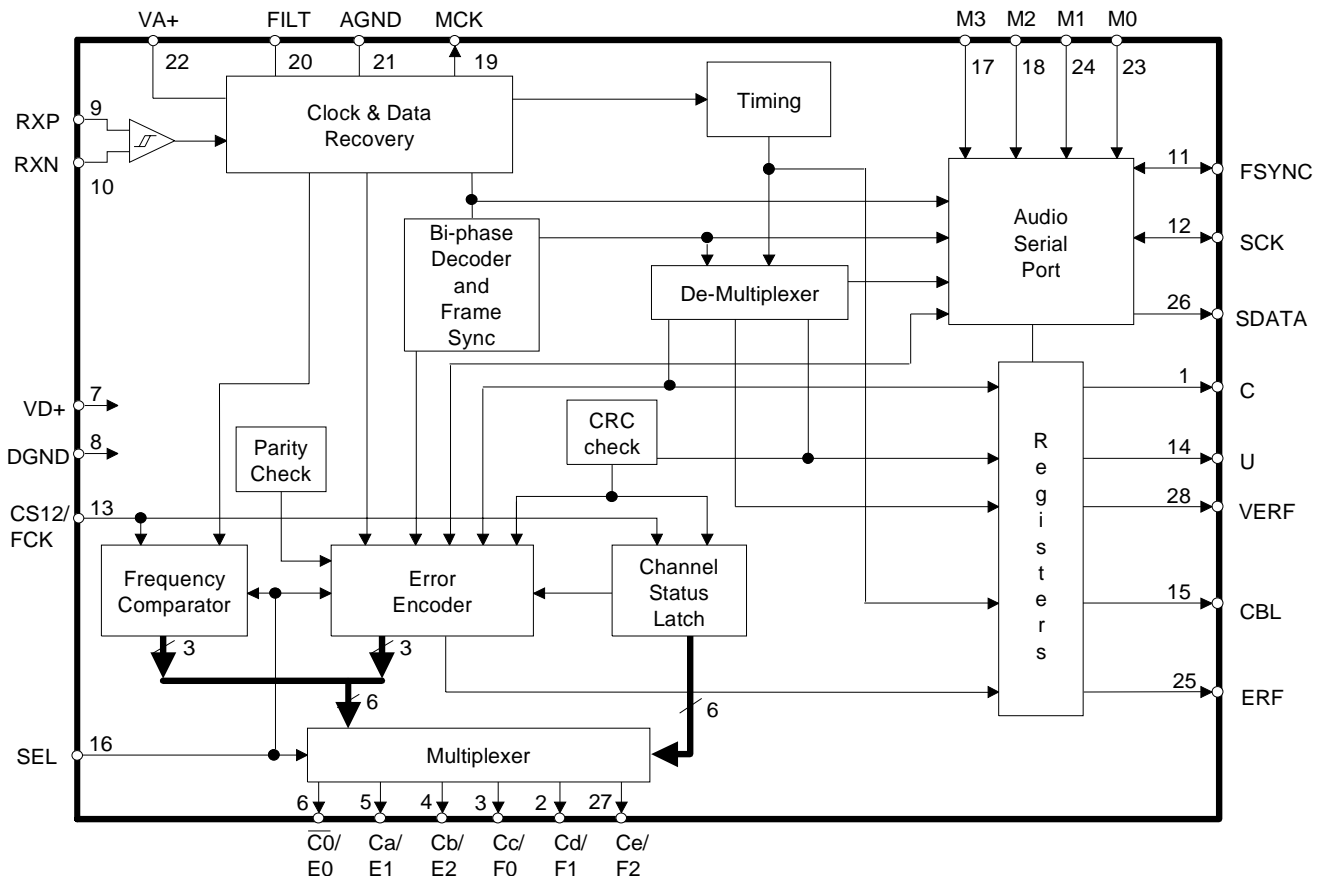 VA+ FILT AGND MCK M3 M2 M1 M0
22 20 21 19 17 18 24 23
RXP 9
RXN 10
Clock & Data
Recovery
Timing
Audio
Serial
Port
11 FSYNC
12 SCK
26 SDATA
Bi-phase
Decoder
and
Frame
Sync
De-Multiplexer
VD+ 7
DGND 8
CS12/
FCK
13
Parity
Check
CRC
check
Registers
1 C
14 U
28 VERF
15 CBL
25 ERF
Frequency
Comparator
Error
Encoder
Channel
Status
Latch
3 3
6 6
SEL 16
Multiplexer
6 5 4 3 2 27
C̅0̅/ Ca/ Cb/ Cc/ Cd/ Ce/
E0 E1 E2 F0 F1 F2